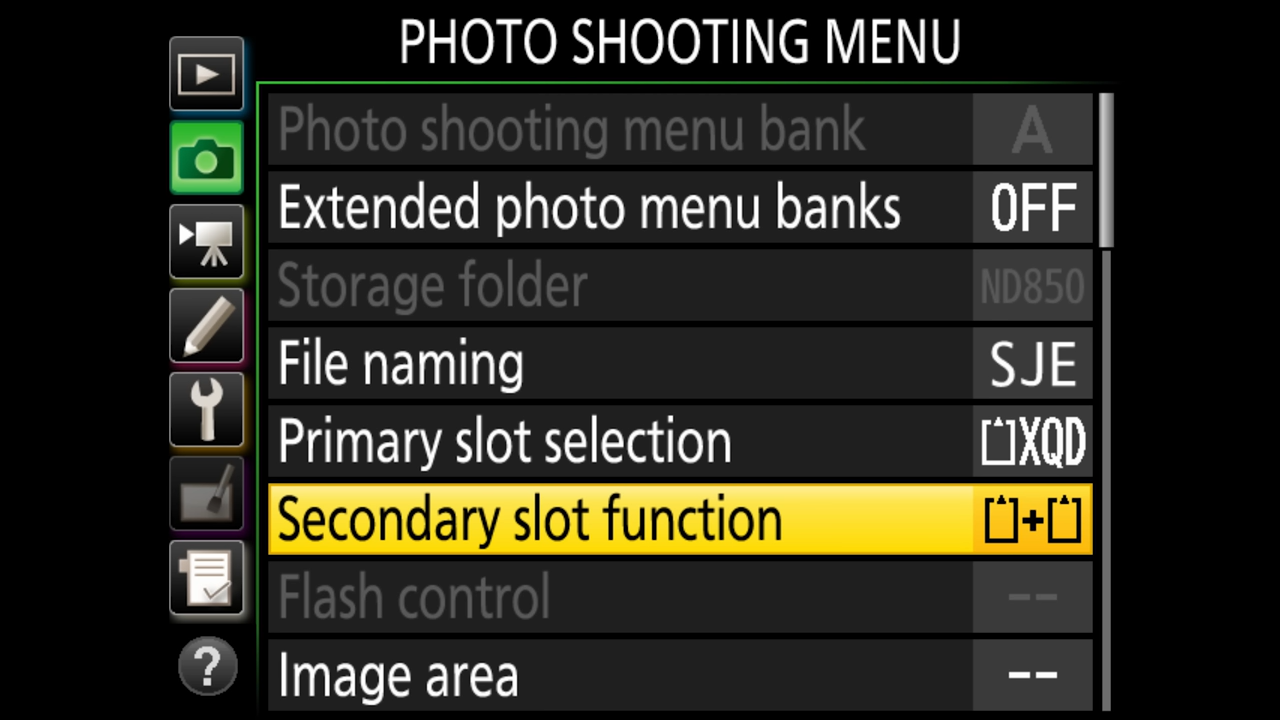 PHOTO SHOOTING MENU
Photo shooting menu bank A
Extended photo menu banks OFF
Storage folder ND850
File naming SJE
Primary slot selection XQD
Secondary slot function +
Flash control --
Image area --
?